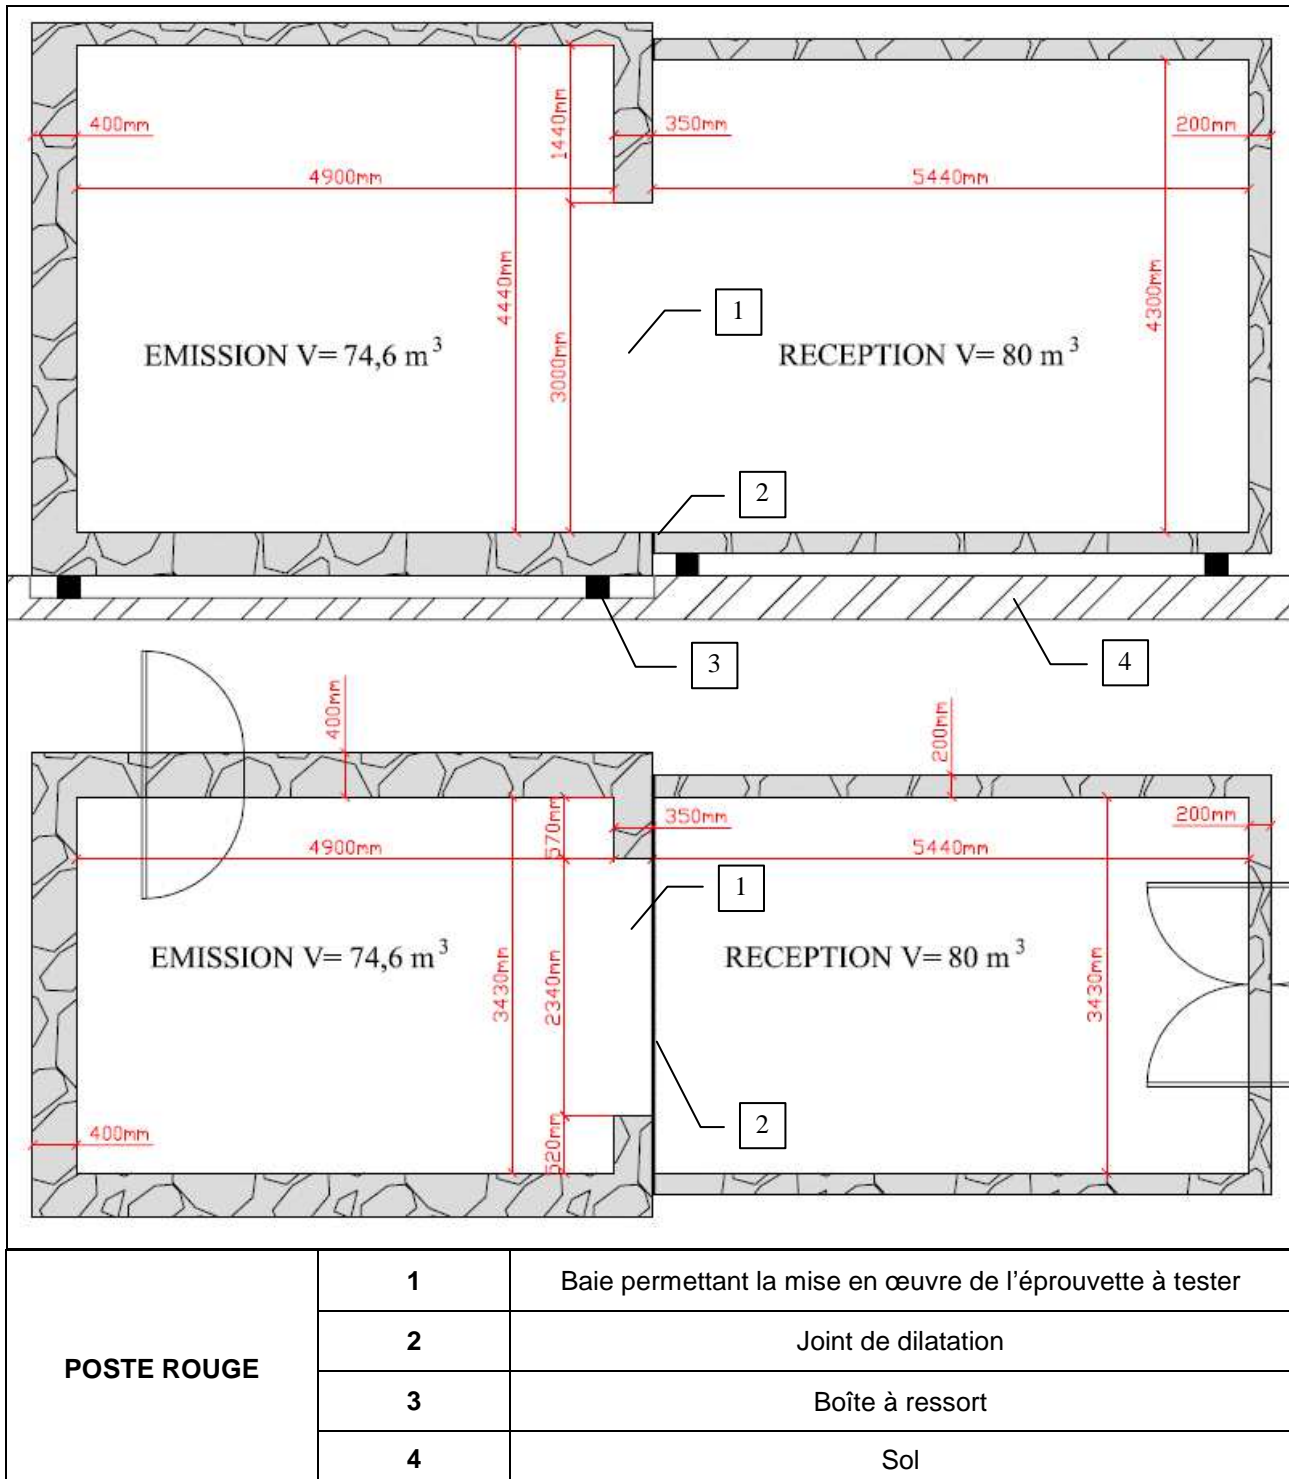 400mm
1440mm
350mm
200mm
4900mm
5440mm
4440mm
4300mm
1
EMISSION V= 74,6 m³
RECEPTION V= 80 m³
3000mm
2
3
4
400mm
200mm
570mm
350mm
200mm
4900mm
5440mm
1
EMISSION V= 74,6 m³
RECEPTION V= 80 m³
3430mm
2340mm
3430mm
2
400mm
520mm
POSTE ROUGE
1 Baie permettant la mise en œuvre de l’éprouvette à tester
2 Joint de dilatation
3 Boîte à ressort
4 Sol